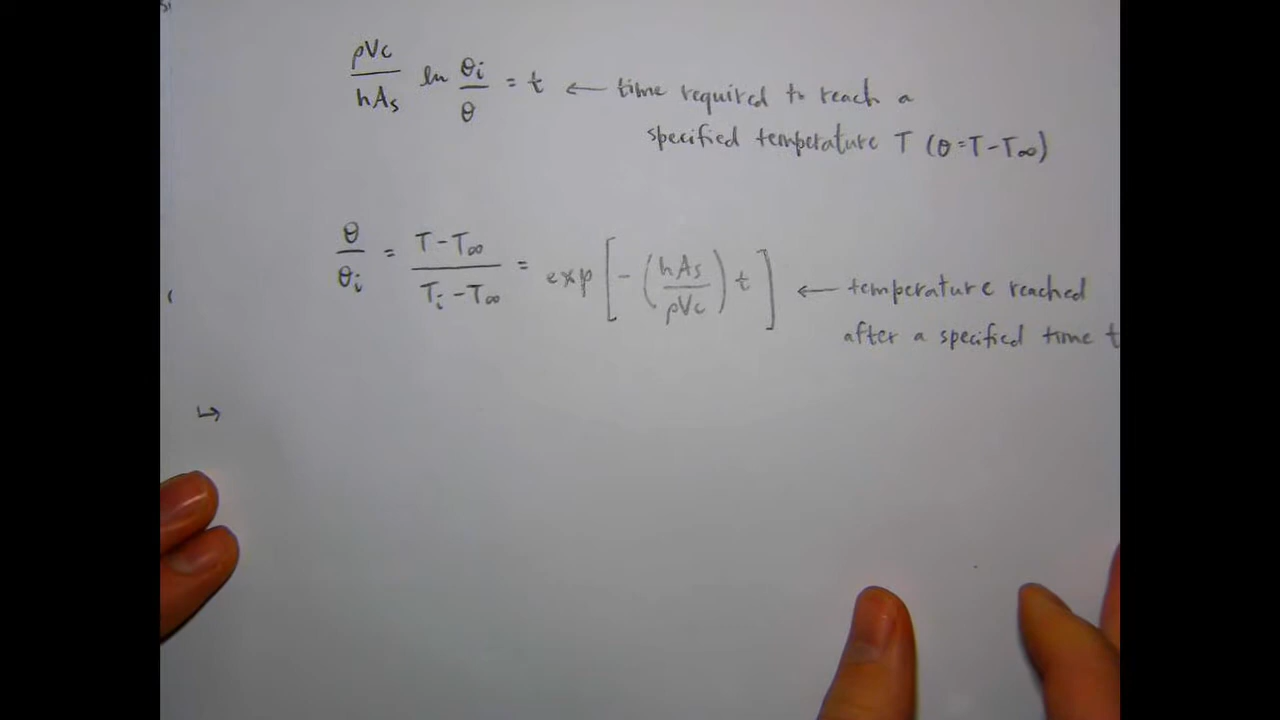 ρVc/hAs ln θi/θ = t ← time required to reach a
specified temperature T (θ=T-T∞)
θ/θi = T-T∞/Ti-T∞ = exp[-(hAs/ρVc)t] ← temperature reached
after a specified time t
↳